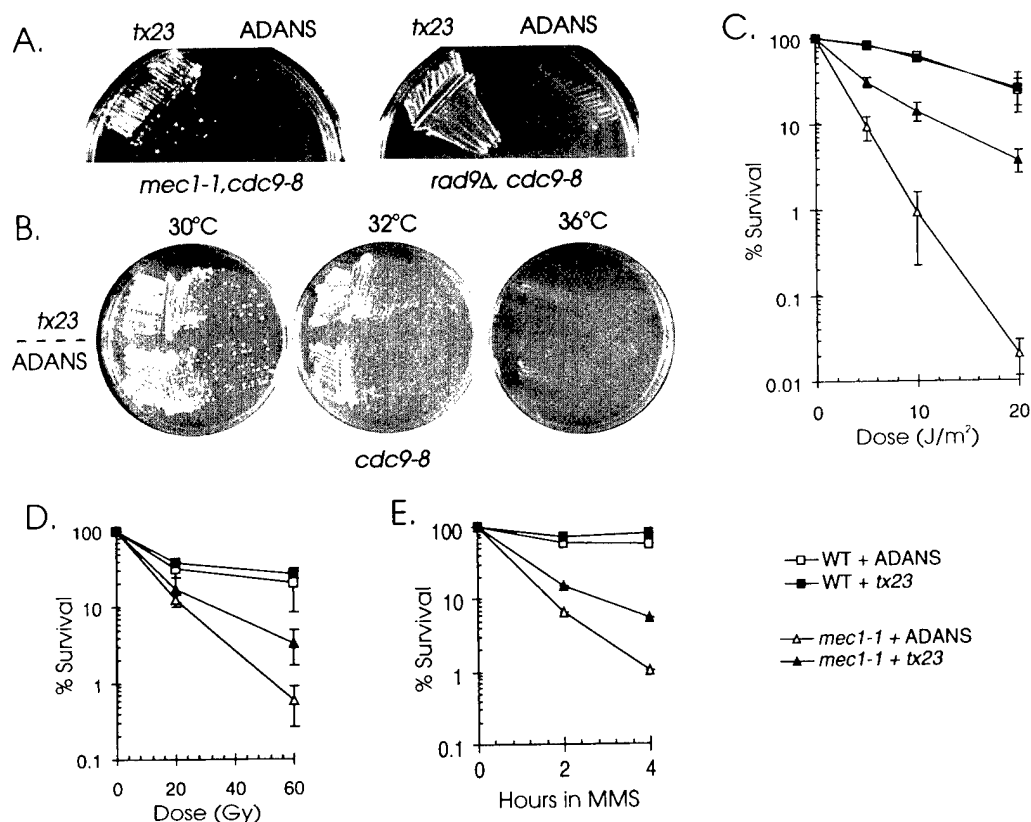 A.
tx23 ADANS
tx23 ADANS
mec1-1,cdc9-8
rad9Δ, cdc9-8
B.
30°C 32°C 36°C
tx23
ADANS
cdc9-8
C.
100
10
1
0.1
0.01
% Survival
0 10 20
Dose (J/m²)
D.
100
10
1
0.1
% Survival
0 20 40 60
Dose (Gy)
E.
100
10
1
0.1
% Survival
0 2 4
Hours in MMS
WT + ADANS
WT + tx23
mec1-1 + ADANS
mec1-1 + tx23